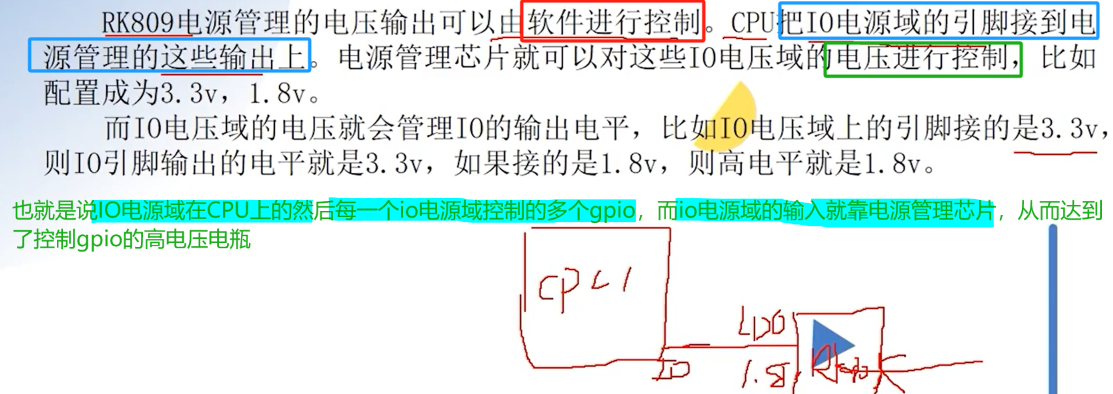 RK809电源管理的电压输出可以由软件进行控制。CPU把IO电源域的引脚接到电
源管理的这些输出上。电源管理芯片就可以对这些IO电压域的电压进行控制，比如
配置成为3.3v，1.8v。
而IO电压域的电压就会管理IO的输出电平，比如IO电压域上的引脚接的是3.3v，
则IO引脚输出的电平就是3.3v，如果接的是1.8v，则高电平就是1.8v。
也就是说IO电源域在CPU上的然后每一个io电源域控制的多个gpio，而io电源域的输入就靠电源管理芯片，从而达到
了控制gpio的高电压电瓶
CPU
LDO
IO
1.8